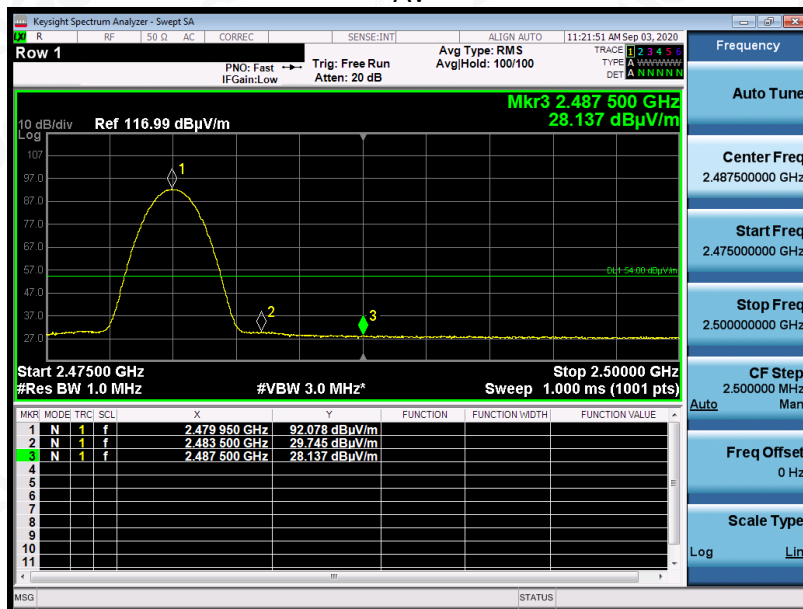 Keysight Spectrum Analyzer - Swept SA
LXI R RF 50 Ω AC CORREC SENSE:INT ALIGN AUTO 11:21:51 AM Sep 03, 2020
Row 1
PNO: Fast
IFGain:Low
Trig: Free Run
Atten: 20 dB
Avg Type: RMS
Avg|Hold: 100/100
TRACE 1 2 3 4 5 6
TYPE A WWWWW
DET A N N N N N
Mkr3 2.487 500 GHz
28.137 dBµV/m
10 dB/div Ref 116.99 dBµV/m
Log
107
97.0
87.0
77.0
67.0
57.0
47.0
37.0
27.0
1
2
3
DL1 54.00 dBµV/m
Start 2.47500 GHz Stop 2.50000 GHz
#Res BW 1.0 MHz #VBW 3.0 MHz* Sweep 1.000 ms (1001 pts)
MKR MODE TRC SCL X Y FUNCTION FUNCTION WIDTH FUNCTION VALUE
1 N 1 f 2.479 950 GHz 92.078 dBµV/m
2 N 1 f 2.483 500 GHz 29.745 dBµV/m
3 N 1 f 2.487 500 GHz 28.137 dBµV/m
4
5
6
7
8
9
10
11
MSG STATUS
Frequency
Auto Tune
Center Freq
2.487500000 GHz
Start Freq
2.475000000 GHz
Stop Freq
2.500000000 GHz
CF Step
2.500000 MHz
Auto Man
Freq Offset
0 Hz
Scale Type
Log Lin